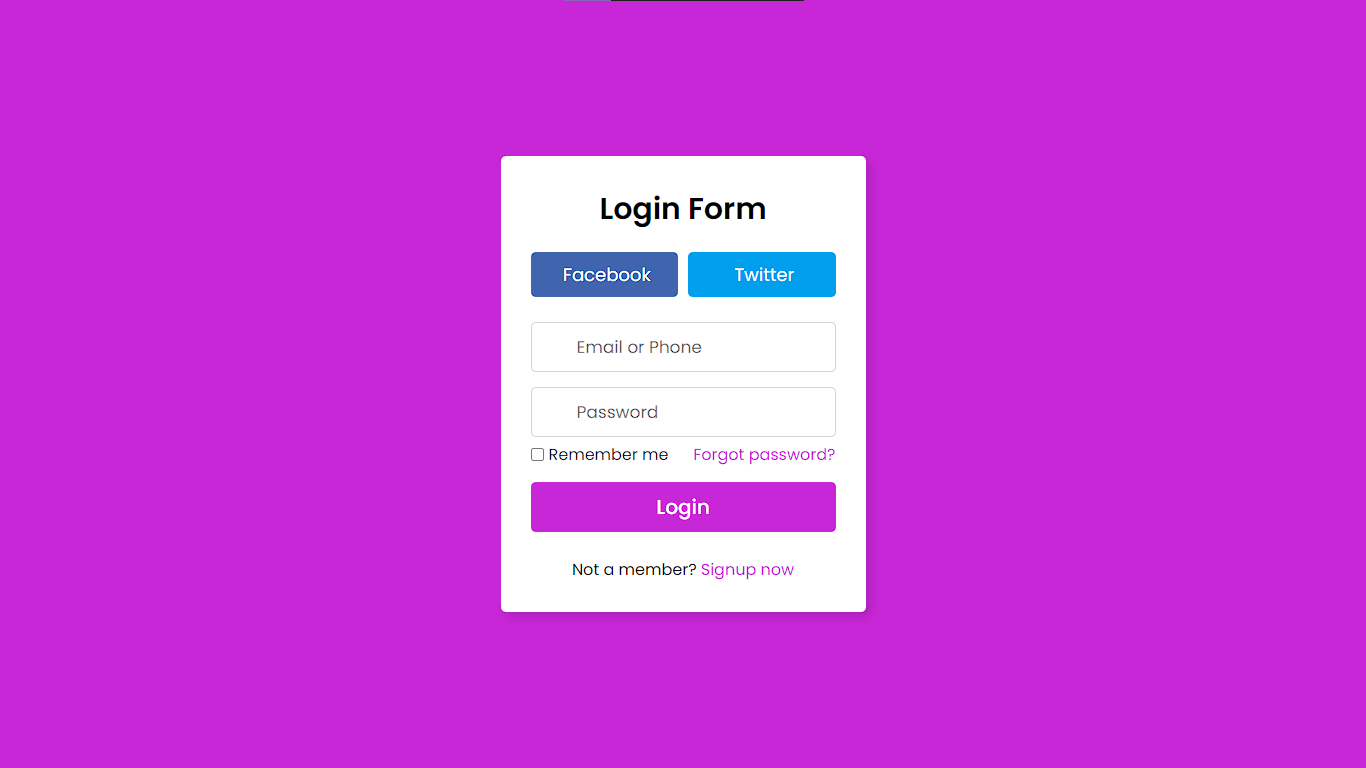 Login Form
Facebook Twitter
Email or Phone
Password
Remember me Forgot password?
Login
Not a member? Signup now